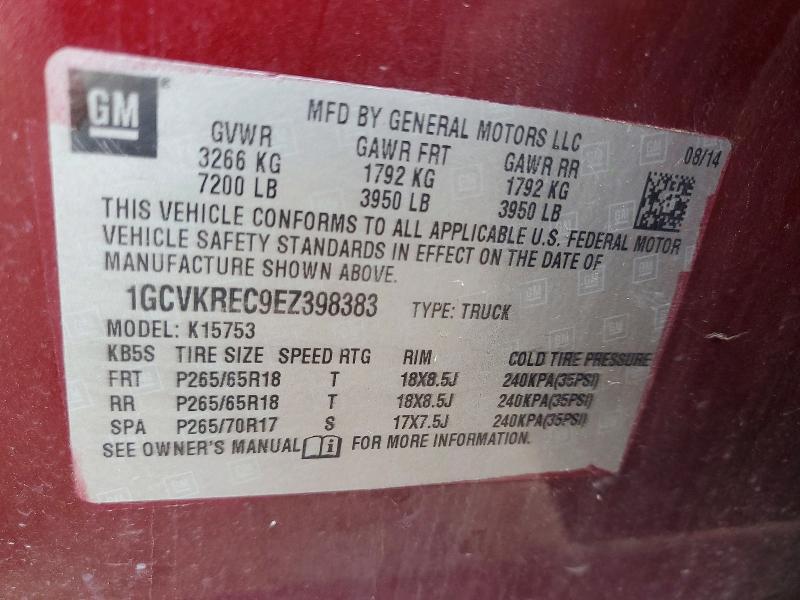 GM®
MFD BY GENERAL MOTORS LLC
08/14
GVWR GAWR FRT GAWR RR
3266 KG 1792 KG 1792 KG
7200 LB 3950 LB 3950 LB
THIS VEHICLE CONFORMS TO ALL APPLICABLE U.S. FEDERAL MOTOR
VEHICLE SAFETY STANDARDS IN EFFECT ON THE DATE OF
MANUFACTURE SHOWN ABOVE.
1GCVKREC9EZ398383 TYPE: TRUCK
MODEL: K15753
KB5S TIRE SIZE SPEED RTG RIM COLD TIRE PRESSURE
FRT P265/65R18 T 18X8.5J 240KPA(35PSI)
RR P265/65R18 T 18X8.5J 240KPA(35PSI)
SPA P265/70R17 S 17X7.5J 240KPA(35PSI)
SEE OWNER'S MANUAL i FOR MORE INFORMATION.